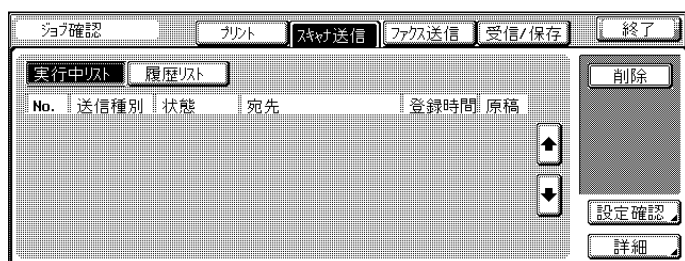 ジョブ確認 プリント スキャナ送信 ファクス送信 受信/保存 終了
実行中リスト 履歴リスト 削除
No. 送信種別 状態 宛先 登録時間 原稿
設定確認
詳細